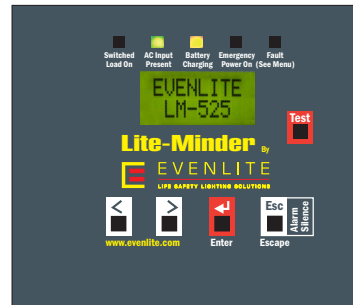 Switched Load On
AC Input Present
Battery Charging
Emergency Power On
Fault (See Menu)
EVENLITE
LM-525
Test
Lite-Minder By
EVENLITE
LIFE SAFETY LIGHTING SOLUTIONS
< > Esc
Alarm Silence
www.evenlite.com Enter Escape